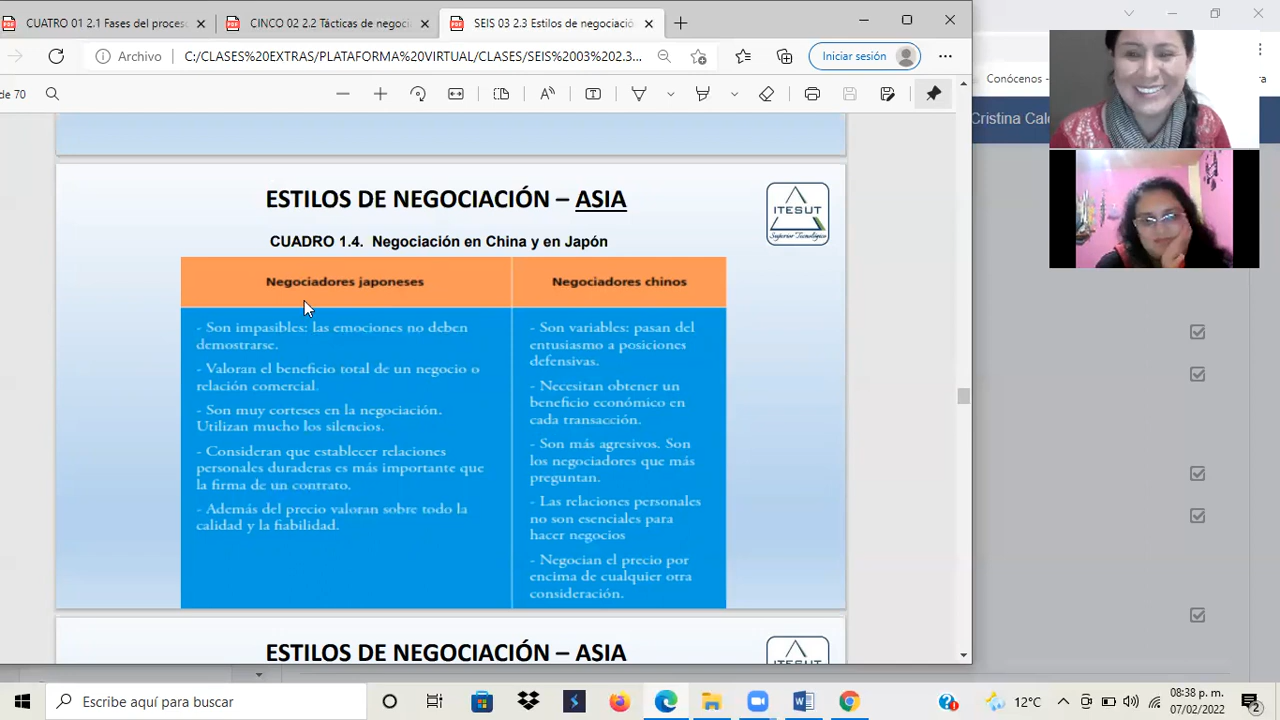 CUATRO 01 2.1 Fases del proceso
CINCO 02 2.2 Tácticas de negocia
SEIS 03 2.3 Estilos de negociació
Archivo
C:/CLASES%20EXTRAS/PLATAFORMA%20VIRTUAL/CLASES/SEIS%2003%202.3...
Iniciar sesión
de 70
Conócenos
Cristina Cal
ESTILOS DE NEGOCIACIÓN – ASIA
ITESUT
Superior Tecnológico
CUADRO 1.4. Negociación en China y en Japón
Negociadores japoneses
- Son impasibles: las emociones no deben
demostrarse.
- Valoran el beneficio total de un negocio o
relación comercial.
- Son muy corteses en la negociación.
Utilizan mucho los silencios.
- Consideran que establecer relaciones
personales duraderas es más importante que
la firma de un contrato.
- Además del precio valoran sobre todo la
calidad y la fiabilidad.
Negociadores chinos
- Son variables: pasan del
entusiasmo a posiciones
defensivas.
- Necesitan obtener un
beneficio económico en
cada transacción.
- Son más agresivos. Son
los negociadores que más
preguntan.
- Las relaciones personales
no son esenciales para
hacer negocios
- Negocian el precio por
encima de cualquier otra
consideración.
ESTILOS DE NEGOCIACIÓN – ASIA
ITESUT
Escribe aquí para buscar
12°C
08:38 p. m.
07/02/2022
2